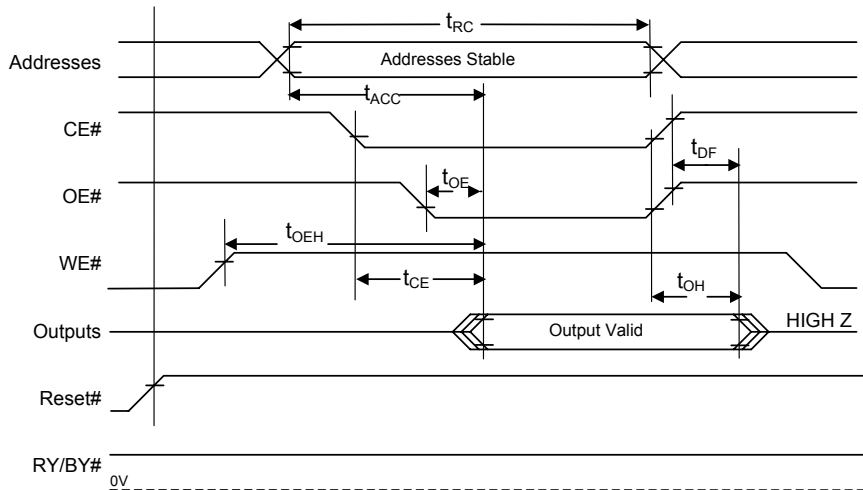 tRC
Addresses
Addresses Stable
tACC
CE#
tDF
tOE
OE#
tOEH
WE#
tCE
tOH
Outputs
Output Valid
HIGH Z
Reset#
RY/BY#
0V